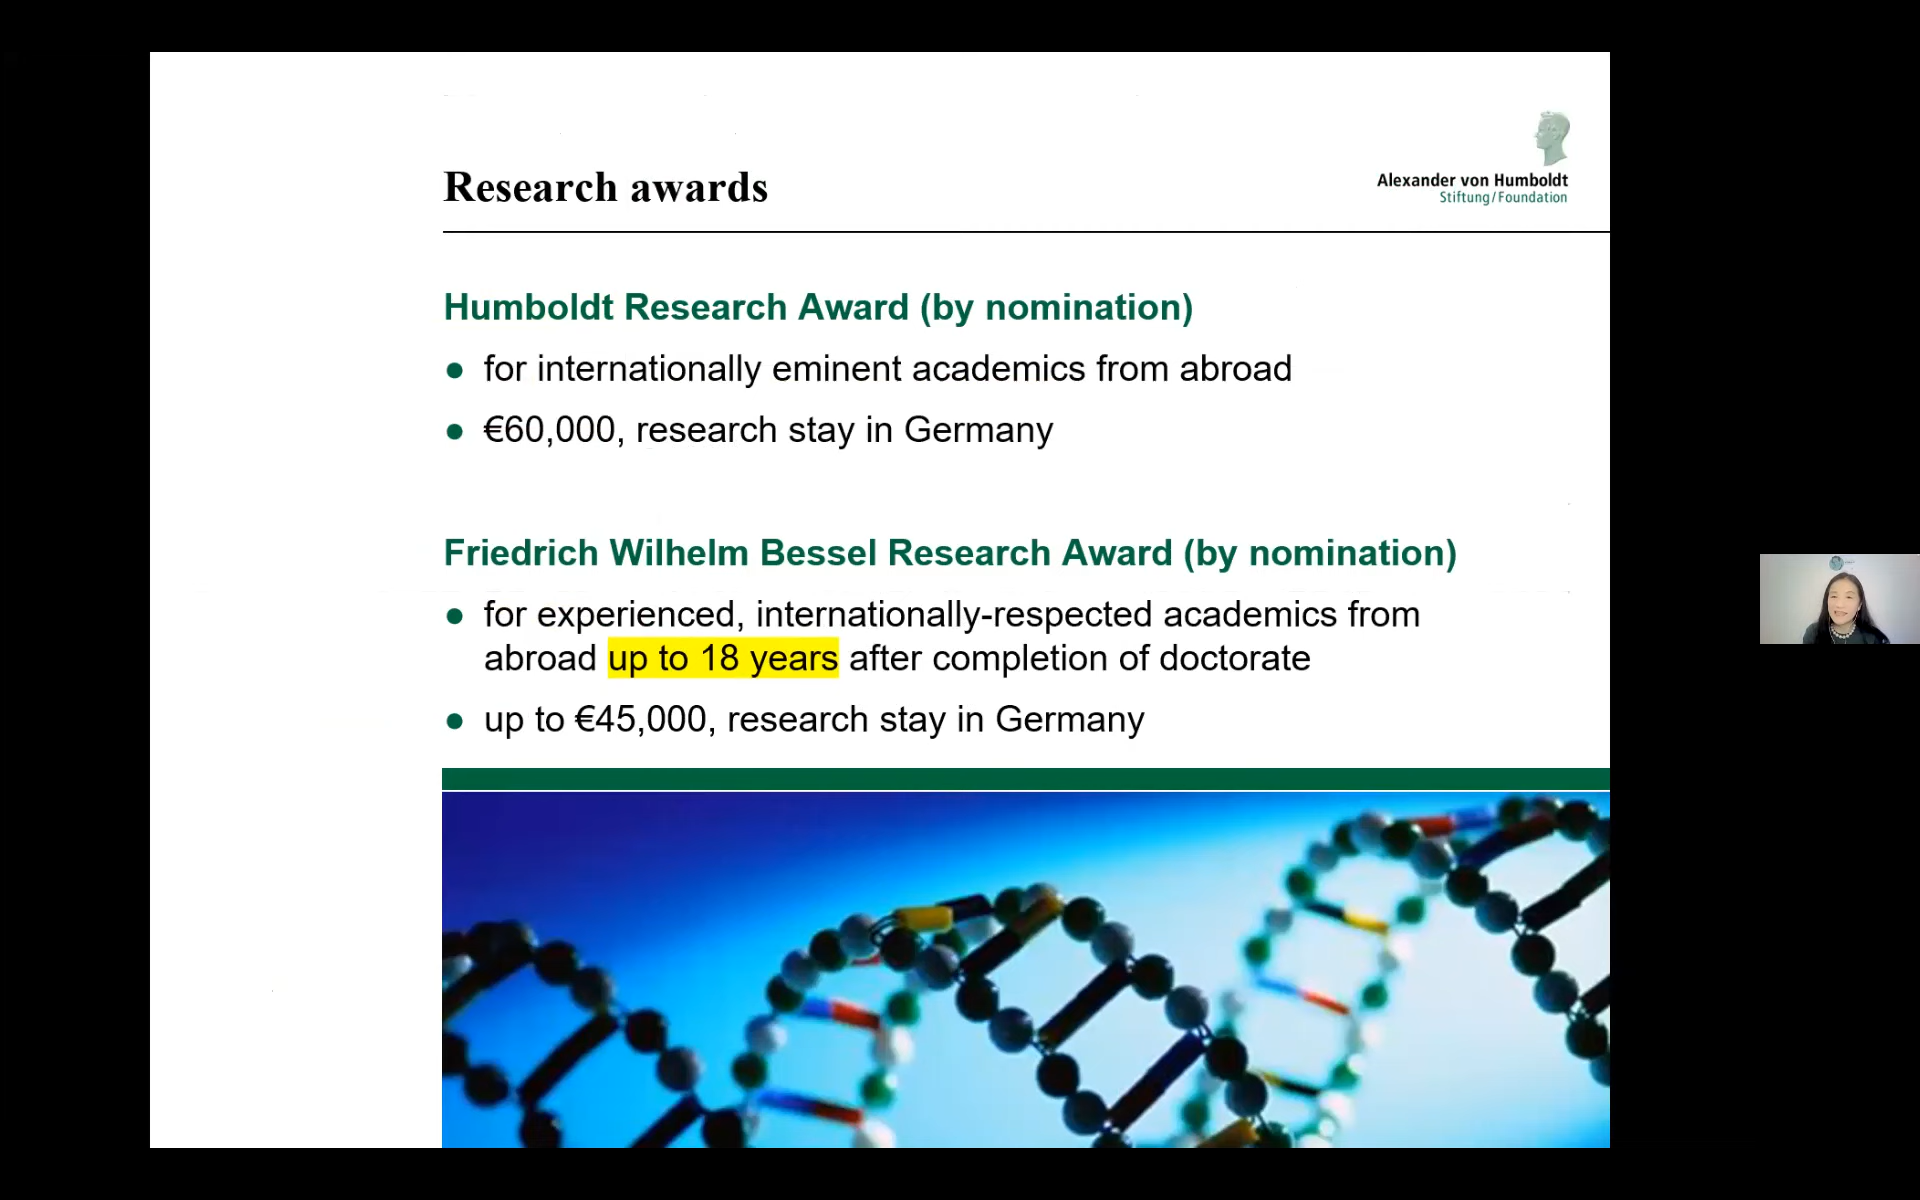 Alexander von Humboldt
Stiftung/Foundation
Research awards
Humboldt Research Award (by nomination)
● for internationally eminent academics from abroad
● €60,000, research stay in Germany
Friedrich Wilhelm Bessel Research Award (by nomination)
● for experienced, internationally-respected academics from
abroad up to 18 years after completion of doctorate
● up to €45,000, research stay in Germany